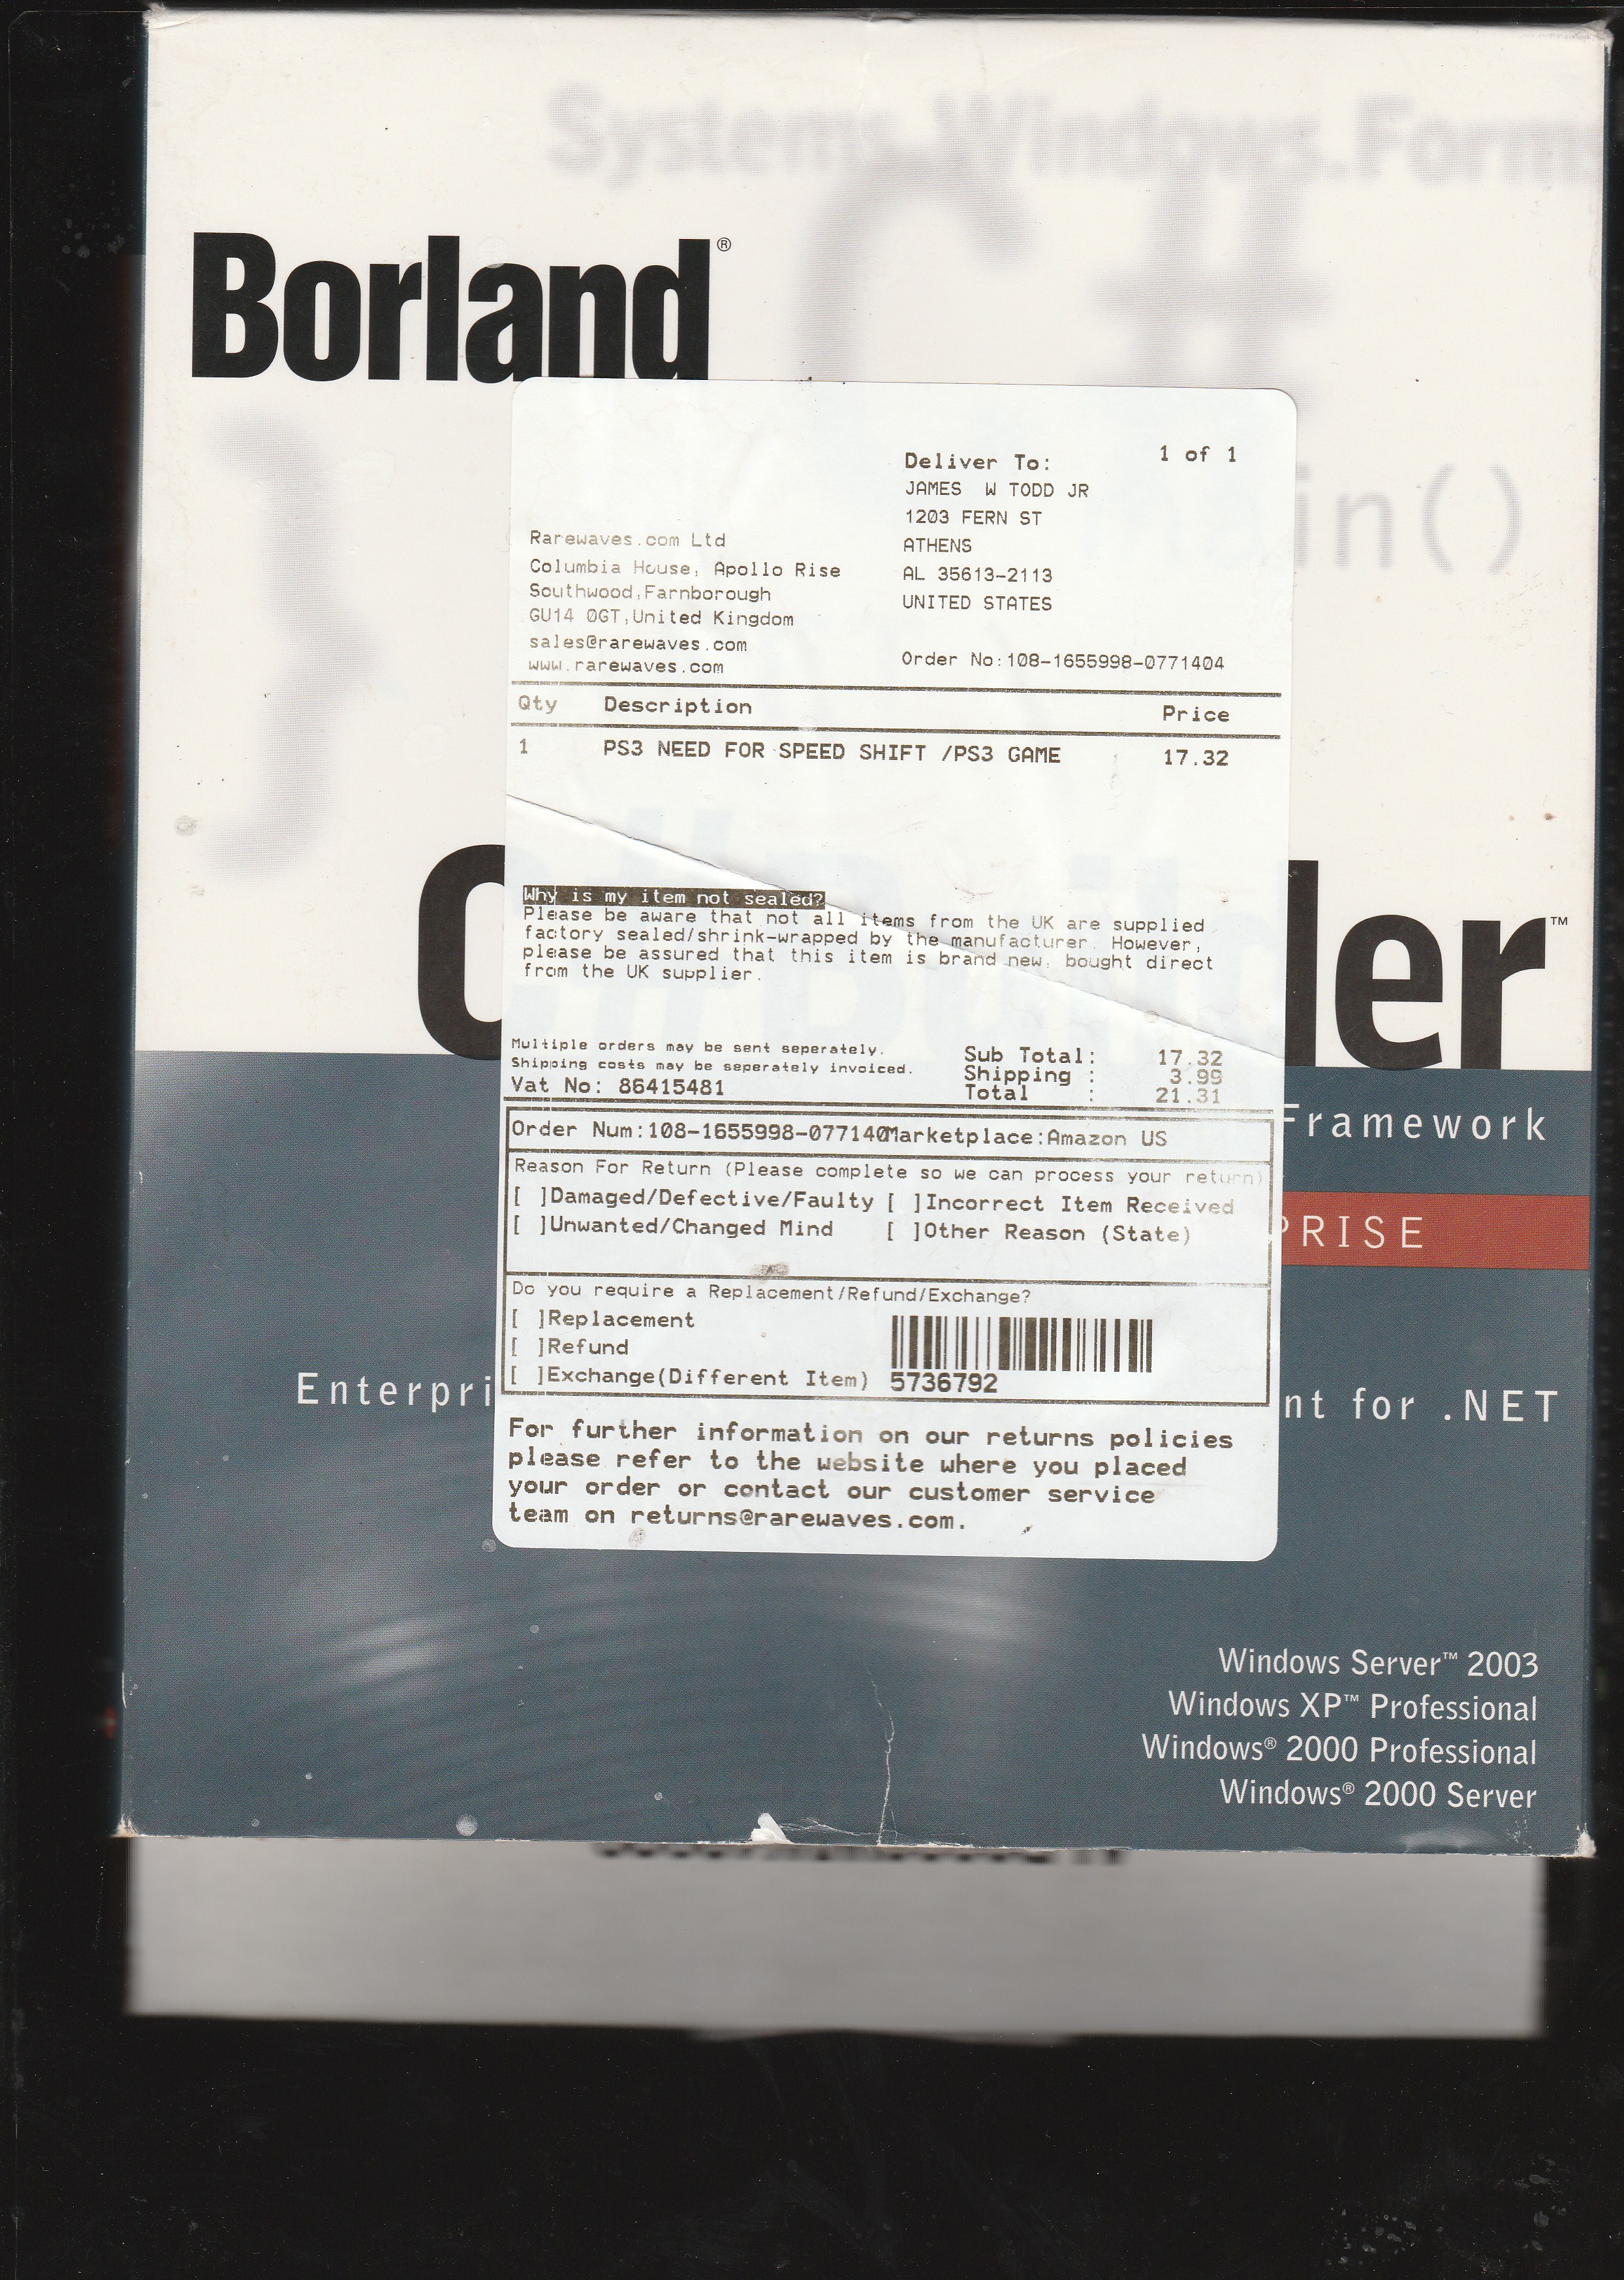 System.Windows.Form
Borland®
in()
1 of 1
Deliver To:
JAMES W TODD JR
1203 FERN ST
ATHENS
AL 35613-2113
UNITED STATES
Rarewaves.com Ltd
Columbia House, Apollo Rise
Southwood,Farnborough
GU14 0GT,United Kingdom
sales@rarewaves.com
www.rarewaves.com
Order No:108-1655998-0771404
Qty Description Price
1 PS3 NEED FOR SPEED SHIFT /PS3 GAME 17.32
Why is my item not sealed?
Please be aware that not all items from the UK are supplied
factory sealed/shrink-wrapped by the manufacturer. However,
please be assured that this item is brand new, bought direct
from the UK supplier.
Multiple orders may be sent seperately.
Shipping costs may be seperately invoiced.
Vat No: 86415481
Sub Total: 17.32
Shipping : 3.99
Total : 21.31
Order Num:108-1655998-077140Marketplace:Amazon US
Reason For Return (Please complete so we can process your return)
[ ]Damaged/Defective/Faulty [ ]Incorrect Item Received
[ ]Unwanted/Changed Mind [ ]Other Reason (State)
Do you require a Replacement/Refund/Exchange?
[ ]Replacement
[ ]Refund
[ ]Exchange(Different Item) 5736792
For further information on our returns policies
please refer to the website where you placed
your order or contact our customer service
team on returns@rarewaves.com.
C der™
Framework
PRISE
Enterpri nt for .NET
Windows Server™ 2003
Windows XP™ Professional
Windows® 2000 Professional
Windows® 2000 Server